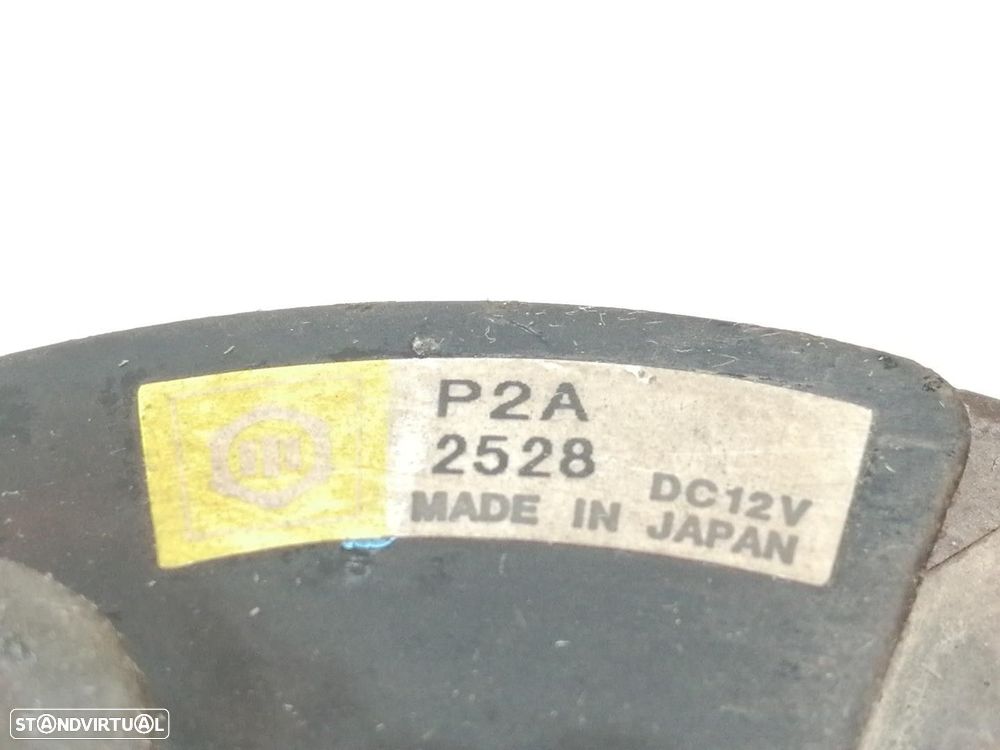 P2A
2528
DC12V
MADE IN JAPAN
STANDVIRTUAL